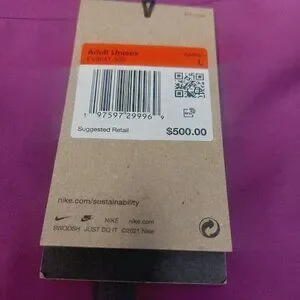 Adult Unisex
L
1 97597 29996 9
Suggested Retail
$500.00
nike.com/sustainability
NIKE nike.com
SWOOSH JUST DO IT ©2021 Nike